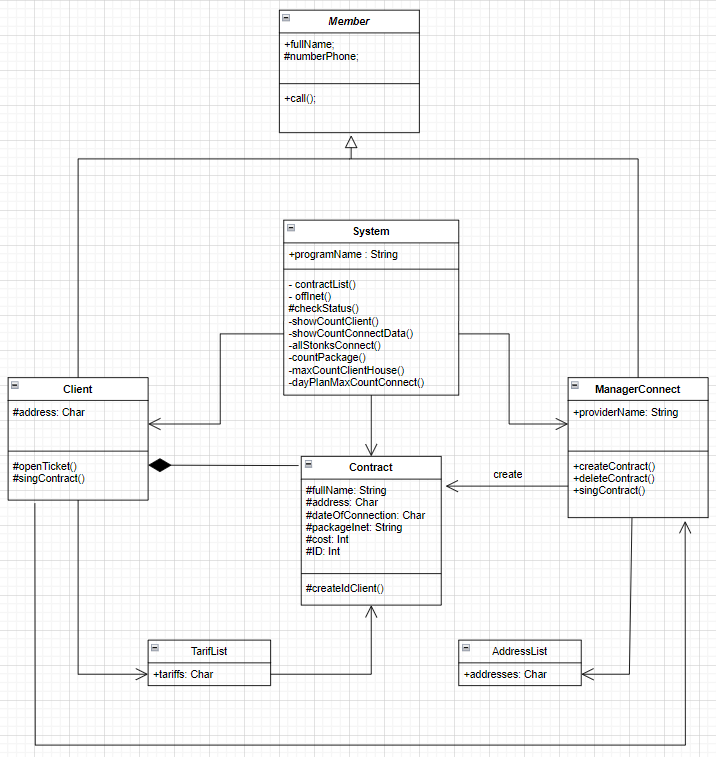 Member
+fullName;
#numberPhone;
+call();
System
+programName : String
- contractList()
- offInet()
#checkStatus()
-showCountClient()
-showCountConnectData()
-allStonksConnect()
-countPackage()
-maxCountClientHouse()
-dayPlanMaxCountConnect()
Client
#address: Char
#openTicket()
#singContract()
ManagerConnect
+providerName: String
+createContract()
+deleteContract()
+singContract()
Contract
#fullName: String
#address: Char
#dateOfConnection: Char
#packageInet: String
#cost: Int
#ID: Int
#createIdClient()
create
TarifList
+tariffs: Char
AddressList
+addresses: Char